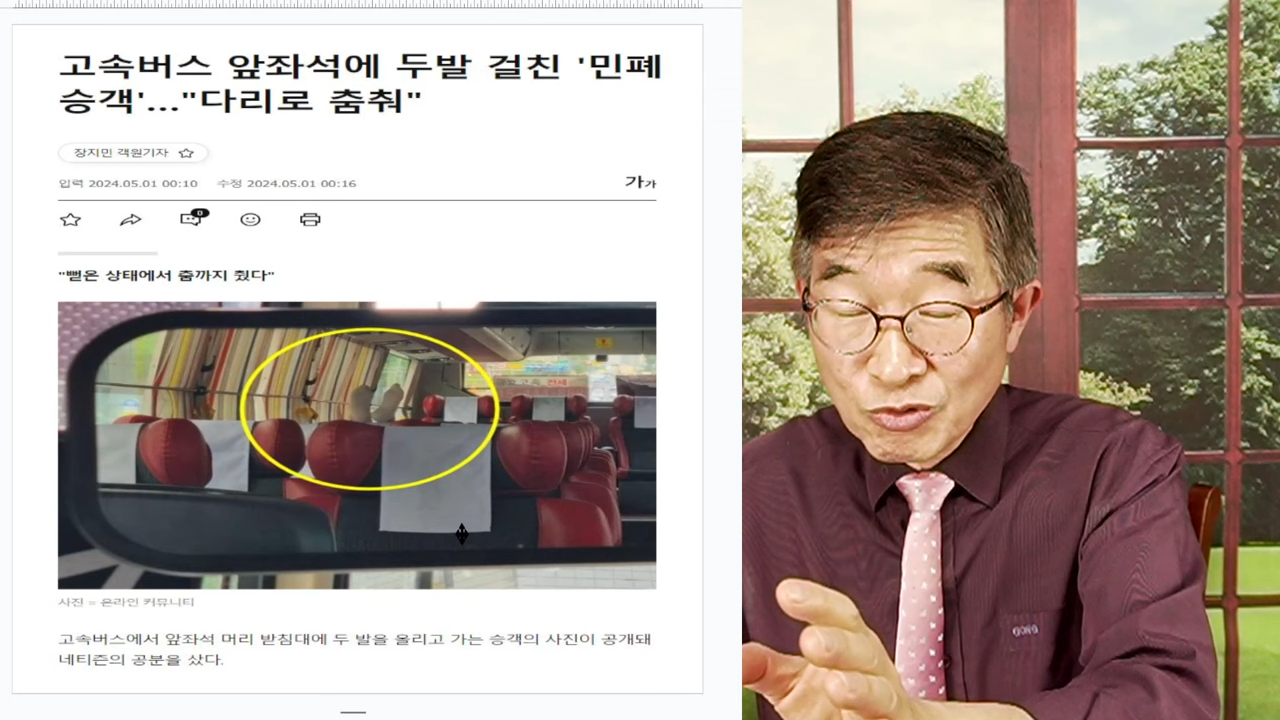 고속버스 앞좌석에 두발 걸친 '민폐
승객'..."다리로 춤춰"
장지민 객원기자
입력 2024.05.01 00:10 수정 2024.05.01 00:16
가가
0
"뻗은 상태에서 춤까지 췄다"
사진 = 온라인 커뮤니티
고속버스에서 앞좌석 머리 받침대에 두 발을 올리고 가는 승객의 사진이 공개돼
네티즌의 공분을 샀다.